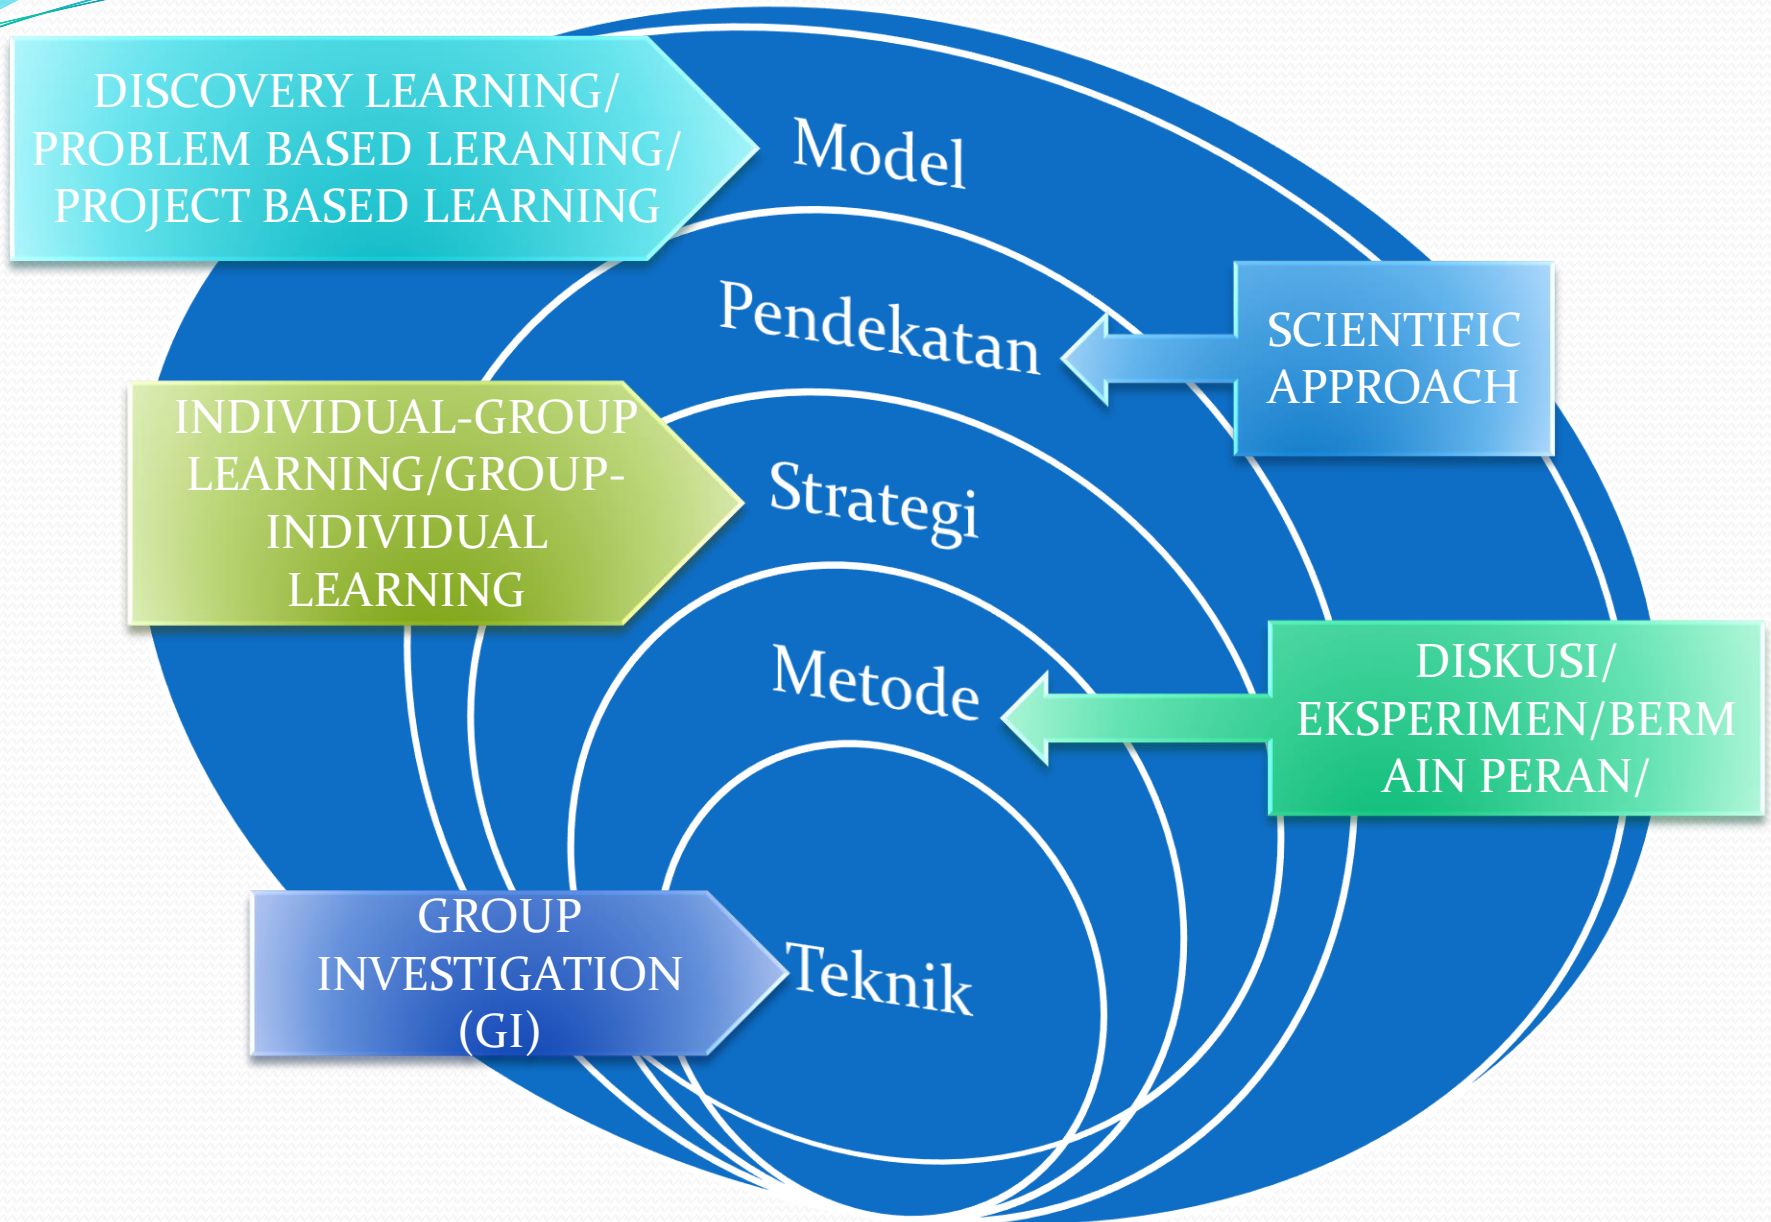 DISCOVERY LEARNING/
PROBLEM BASED LERANING/
PROJECT BASED LEARNING
Model
Pendekatan
SCIENTIFIC
APPROACH
INDIVIDUAL-GROUP
LEARNING/GROUP-
INDIVIDUAL
LEARNING
Strategi
Metode
DISKUSI/
EKSPERIMEN/BERM
AIN PERAN/
GROUP
INVESTIGATION
(GI)
Teknik